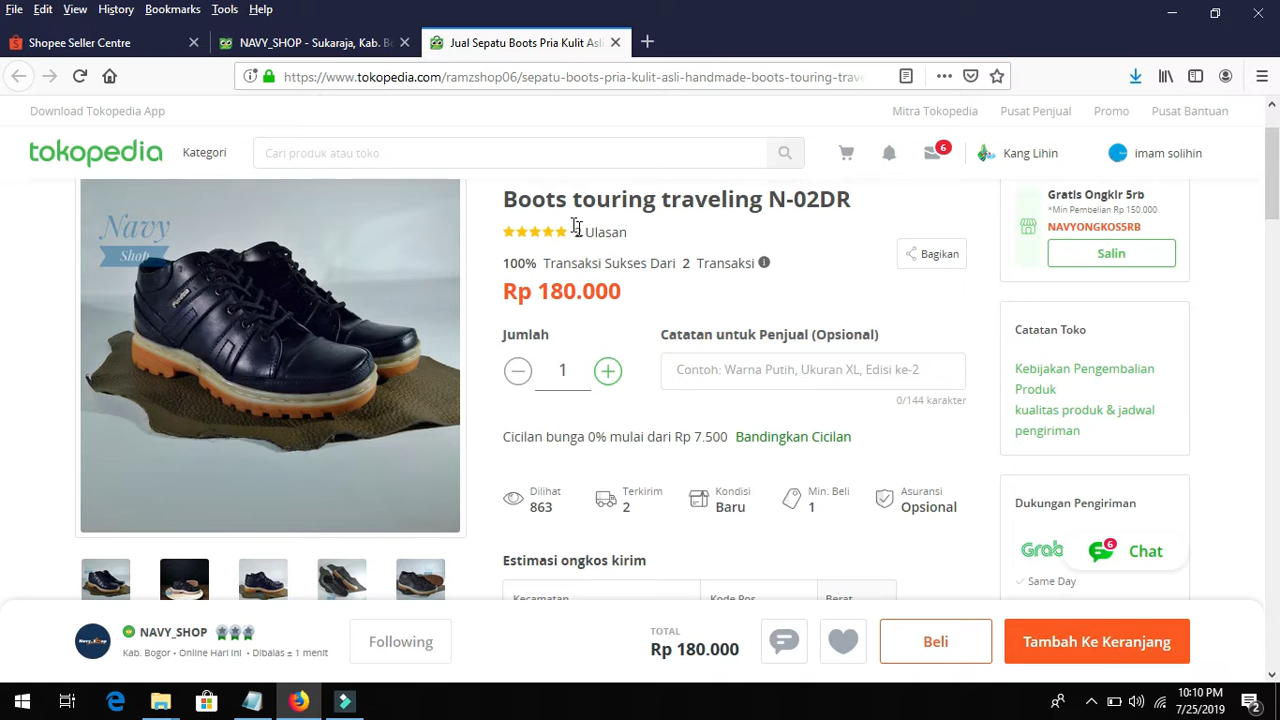 File Edit View History Bookmarks Tools Help
Shopee Seller Centre
NAVY_SHOP - Sukaraja, Kab. B
Jual Sepatu Boots Pria Kulit Asli
https://www.tokopedia.com/ramzshop06/sepatu-boots-pria-kulit-asli-handmade-boots-touring-trave
Download Tokopedia App
Mitra Tokopedia Pusat Penjual Promo Pusat Bantuan
tokopedia Kategori Cari produk atau toko 6 Kang Lihin imam solihin
Navy
Shop
Boots touring traveling N-02DR
Ulasan
100% Transaksi Sukses Dari 2 Transaksi
Bagikan
Rp 180.000
Jumlah
Catatan untuk Penjual (Opsional)
1
Contoh: Warna Putih, Ukuran XL, Edisi ke-2
0/144 karakter
Cicilan bunga 0% mulai dari Rp 7.500 Bandingkan Cicilan
Dilihat
863
Terkirim
2
Kondisi
Baru
Min. Beli
1
Asuransi
Opsional
Estimasi ongkos kirim
Kecamatan Kode Pos Berat
Gratis Ongkir 5rb
*Min Pembelian Rp 150.000
NAVYONGKOS5RB
Salin
Catatan Toko
Kebijakan Pengembalian
Produk
kualitas produk & jadwal
pengiriman
Dukungan Pengiriman
Grab
6
Chat
Same Day
NAVY_SHOP
Kab. Bogor • Online Hari Ini • Dibalas ± 1 menit
Following
TOTAL
Rp 180.000
Beli
Tambah Ke Keranjang
10:10 PM
7/25/2019
2